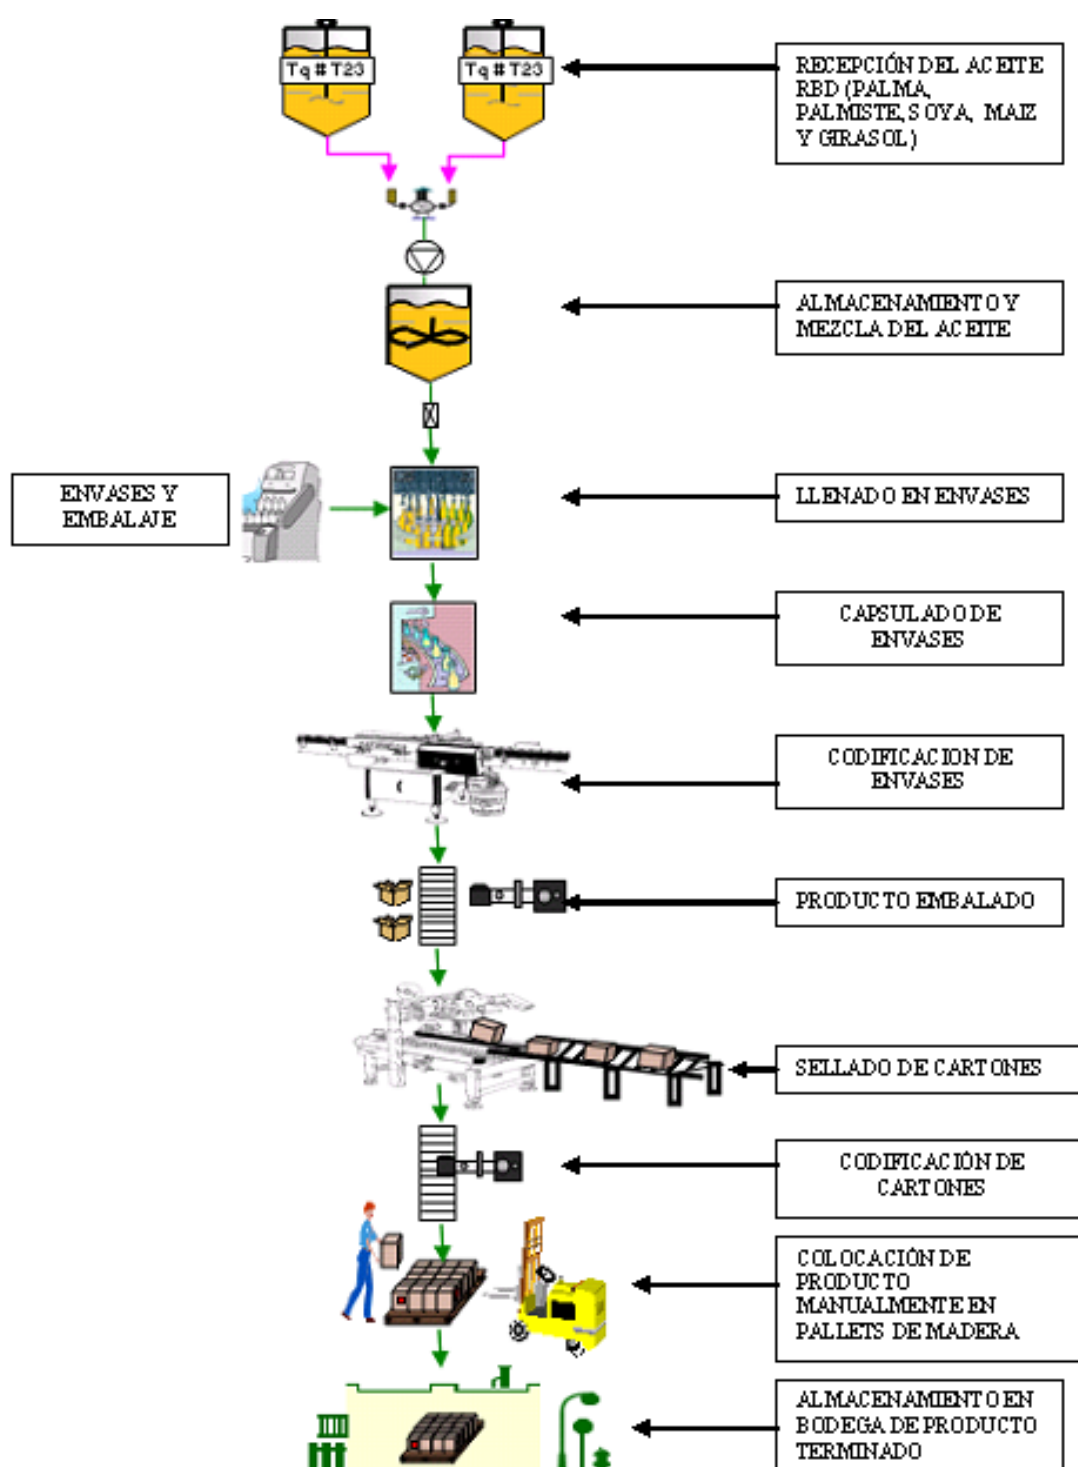 Tq # T23
Tq # T23
RECEPCIÓN DEL ACEITE
RBD (PALMA,
PALMISTE, SOYA, MAIZ
Y GIRASOL)
ALMACENAMIENTO Y
MEZCLA DEL ACEITE
ENVASES Y
EMBALAJE
LLENADO EN ENVASES
CAPSULADO DE
ENVASES
CODIFICACION DE
ENVASES
PRODUCTO EMBALADO
SELLADO DE CARTONES
CODIFICACIÓN DE
CARTONES
COLOCACIÓN DE
PRODUCTO
MANUALMENTE EN
PALLETS DE MADERA
ALMACENAMIENTO EN
BODEGA DE PRODUCTO
TERMINADO